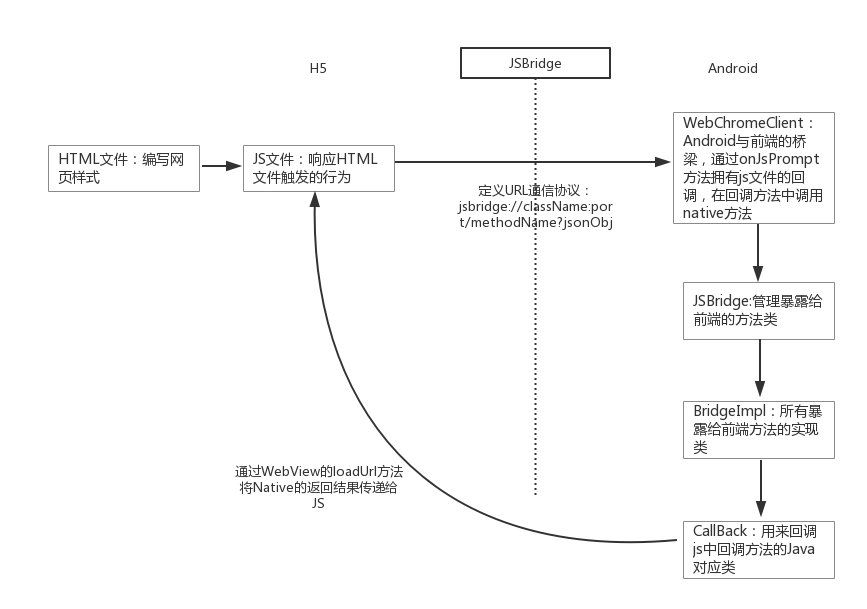 H5
JSBridge
Android
HTML文件：编写网
页样式
JS文件：响应HTML
文件触发的行为
WebChromeClient：
Android与前端的桥
梁，通过onJsPrompt
方法拥有js文件的回
调，在回调方法中调用
native方法
定义URL通信协议：
jsbridge://className:por
t/methodName?jsonObj
JSBridge:管理暴露给
前端的方法类
BridgeImpl：所有暴
露给前端方法的实现
类
通过WebView的loadUrl方法
将Native的返回结果传递给
JS
CallBack：用来回调
js中回调方法的Java
对应类